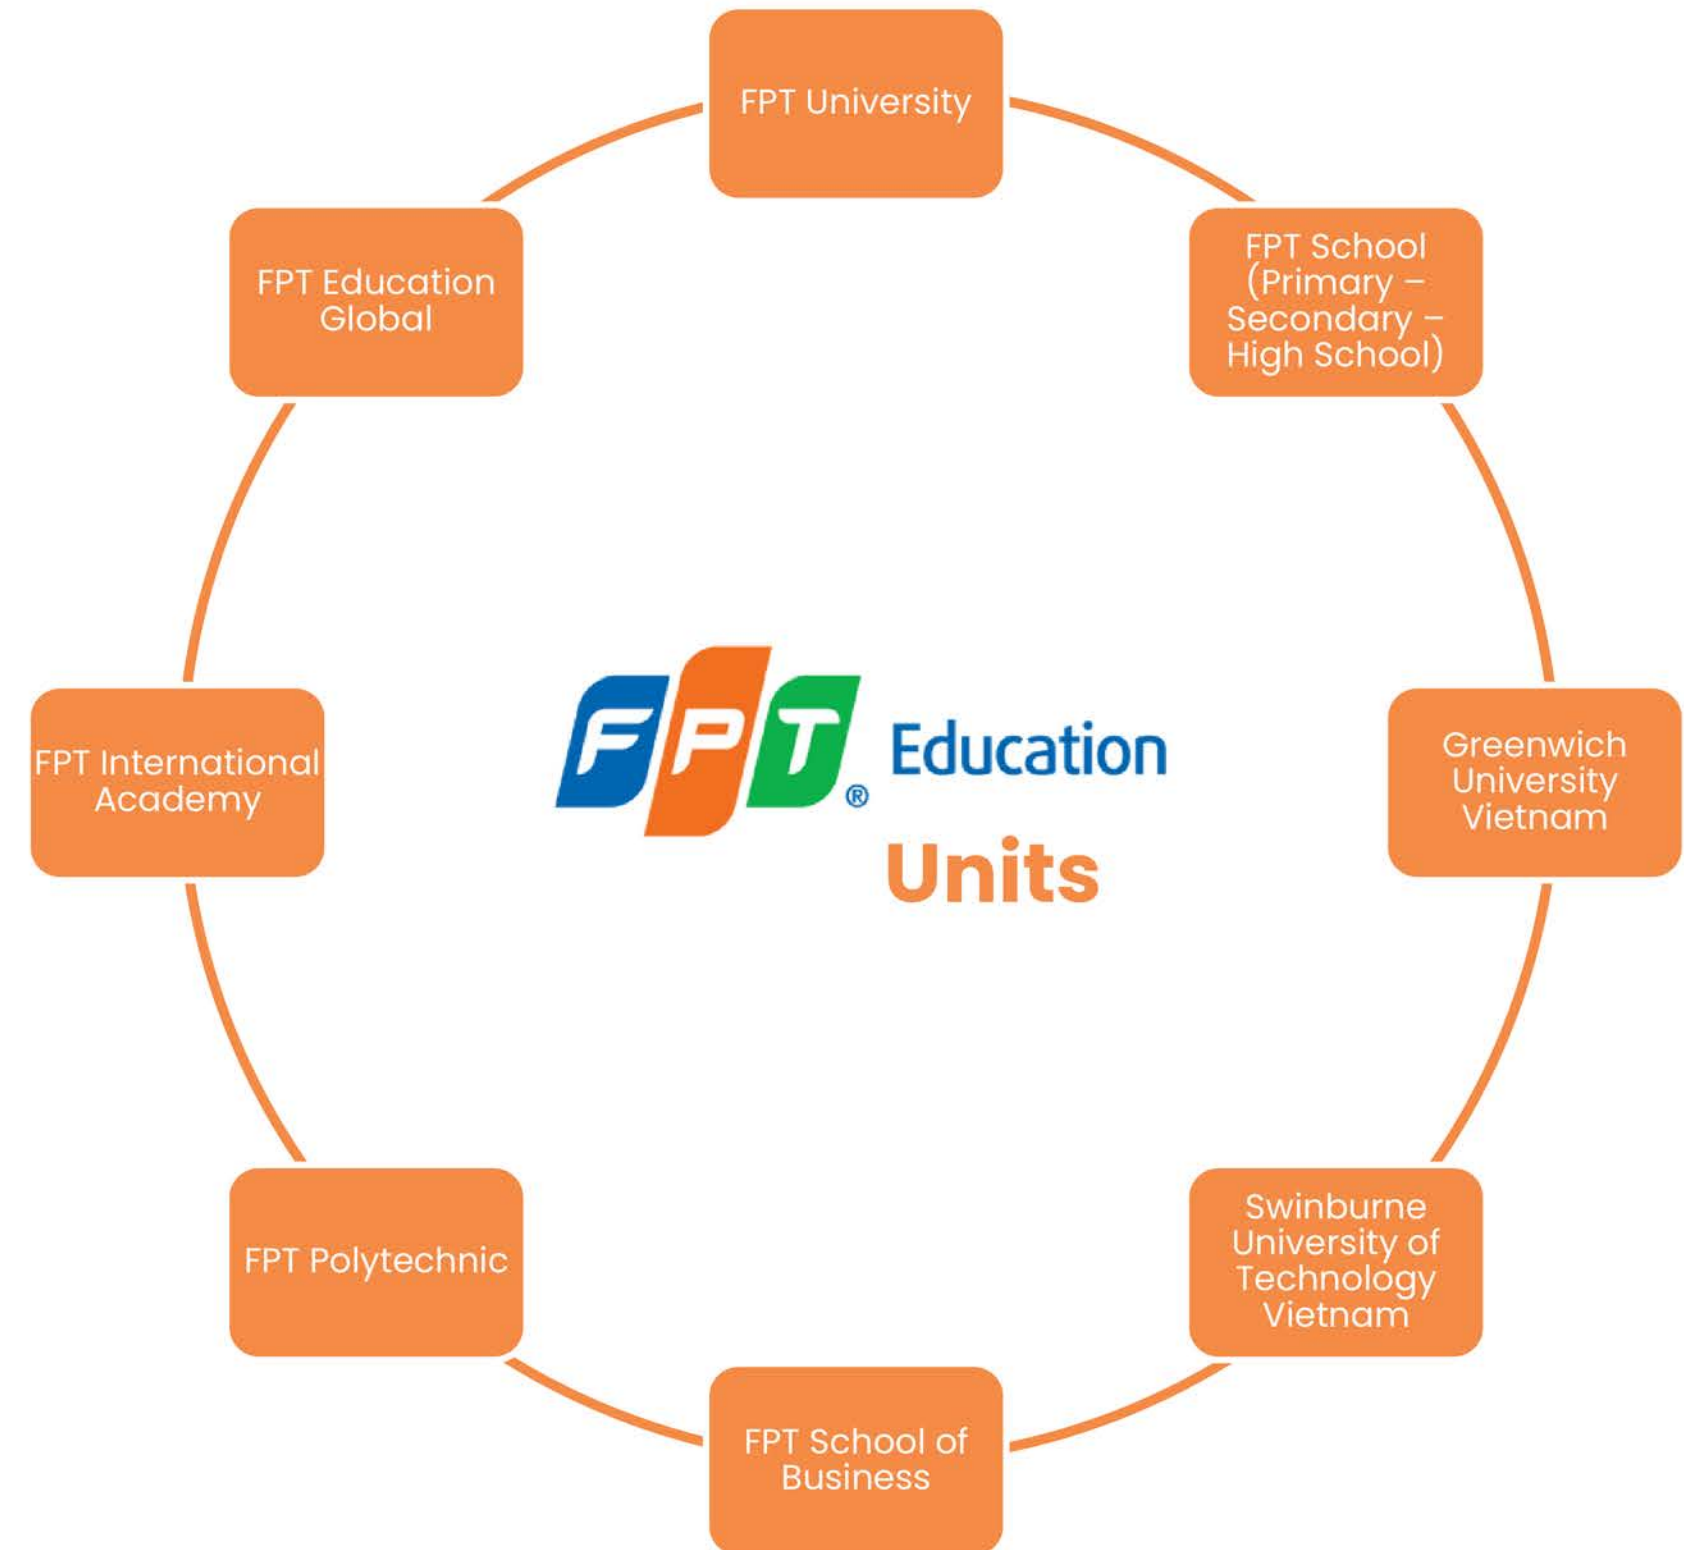 FPT University
FPT School
(Primary –
Secondary –
High School)
Greenwich
University
Vietnam
Swinburne
University of
Technology
Vietnam
FPT School of
Business
FPT Polytechnic
FPT International
Academy
FPT Education
Global
FPT® Education
Units